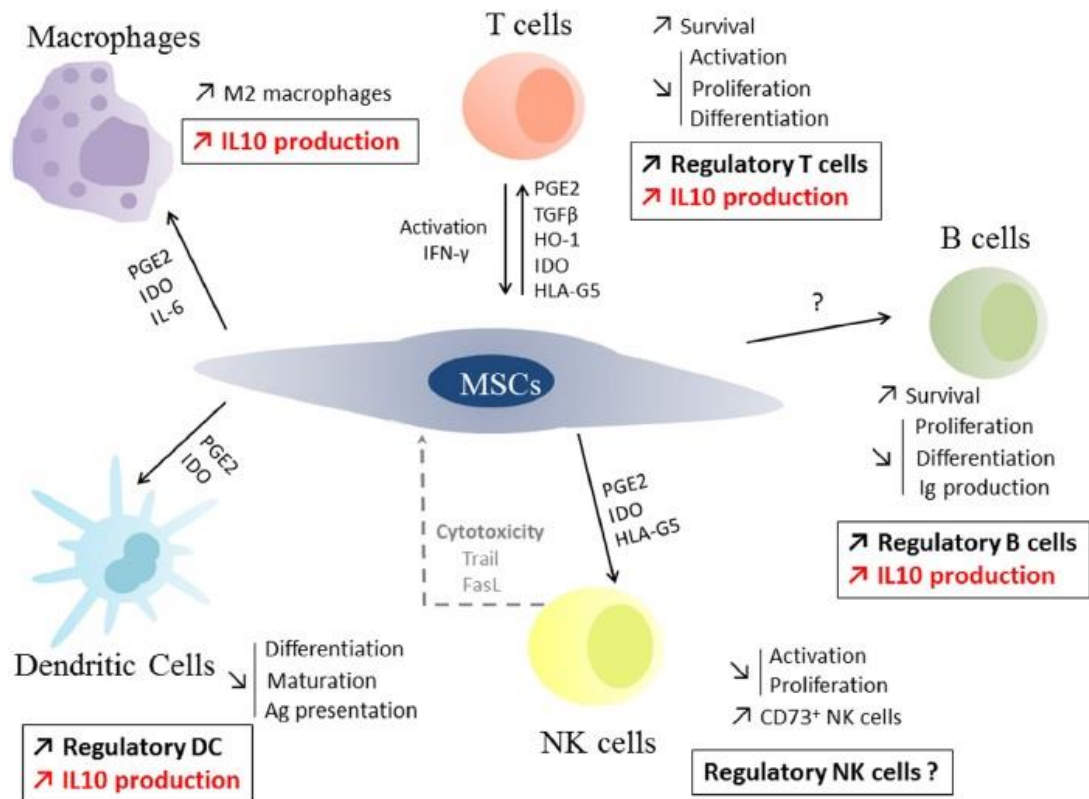 Macrophages
↗ M2 macrophages
↗ IL10 production
PGE2
IDO
IL-6
T cells
↗ Survival
Activation
↘ Proliferation
Differentiation
↗ Regulatory T cells
↗ IL10 production
Activation
IFN-γ
PGE2
TGFβ
HO-1
IDO
HLA-G5
B cells
?
↗ Survival
Proliferation
↘ Differentiation
Ig production
↗ Regulatory B cells
↗ IL10 production
MSCs
PGE2
IDO
Dendritic Cells
Differentiation
↘ Maturation
Ag presentation
↗ Regulatory DC
↗ IL10 production
Cytotoxicity
Trail
FasL
PGE2
IDO
HLA-G5
NK cells
Activation
↘ Proliferation
↗ CD73⁺ NK cells
Regulatory NK cells ?